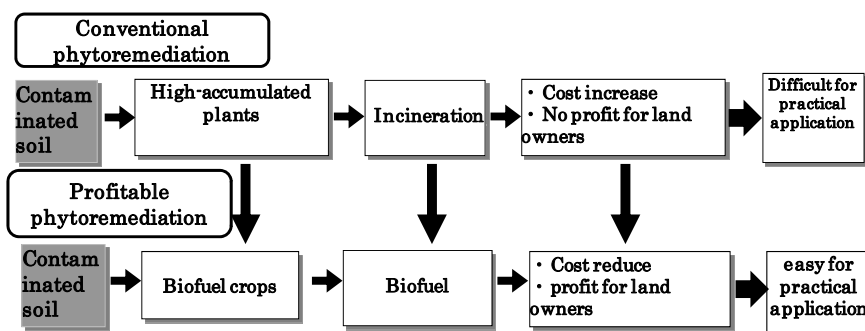 Conventional
phytoremediation
Contam
inated
soil
High-accumulated
plants
Incineration
・ Cost increase
・ No profit for land
owners
Difficult for
practical
application
Profitable
phytoremediation
Contam
inated
soil
Biofuel crops
Biofuel
・ Cost reduce
・ profit for land
owners
easy for
practical
application